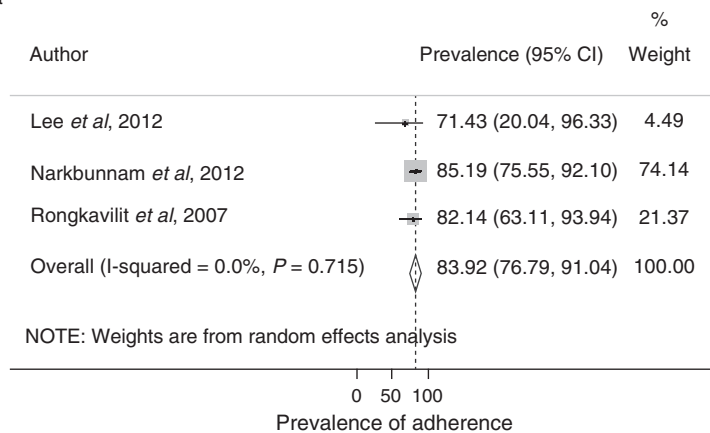 %
Author Prevalence (95% CI) Weight
Lee et al, 2012 71.43 (20.04, 96.33) 4.49
Narkbunnam et al, 2012 85.19 (75.55, 92.10) 74.14
Rongkavilit et al, 2007 82.14 (63.11, 93.94) 21.37
Overall (I-squared = 0.0%, P = 0.715) 83.92 (76.79, 91.04) 100.00
NOTE: Weights are from random effects analysis
0 50 100
Prevalence of adherence